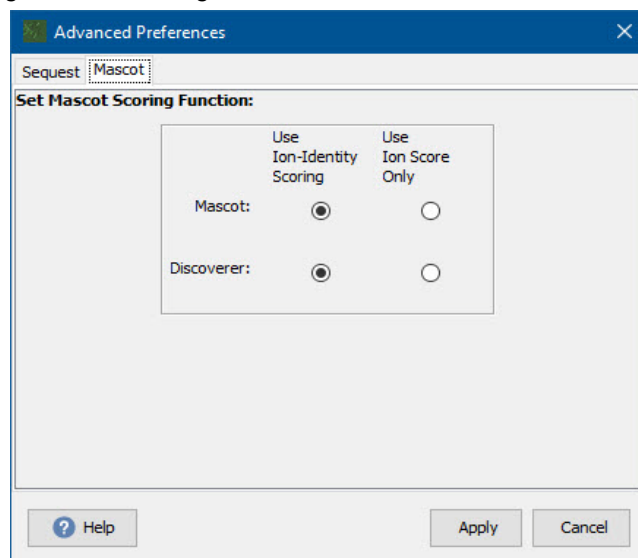 Advanced Preferences
Sequest Mascot
Set Mascot Scoring Function:
Use Use
Ion-Identity Ion Score
Scoring Only
Mascot:
Discoverer:
? Help Apply Cancel